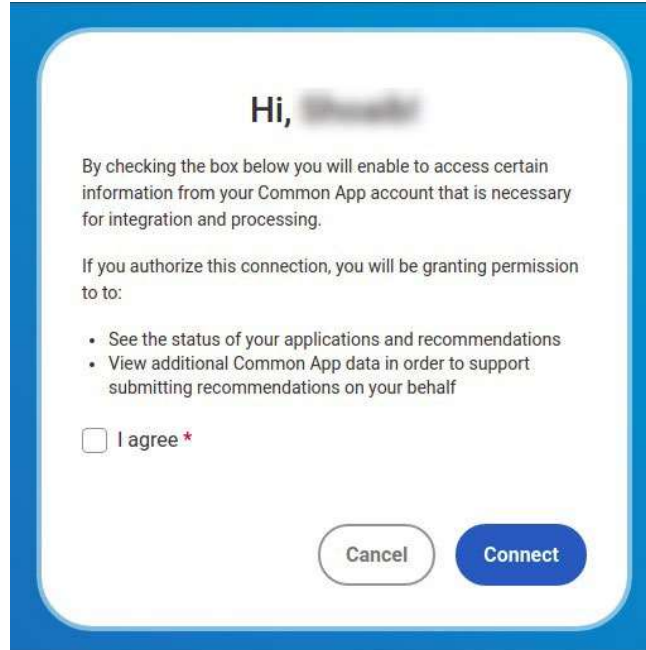 Hi,
By checking the box below you will enable to access certain
information from your Common App account that is necessary
for integration and processing.
If you authorize this connection, you will be granting permission
to to:
• See the status of your applications and recommendations
• View additional Common App data in order to support
submitting recommendations on your behalf
I agree *
Cancel
Connect